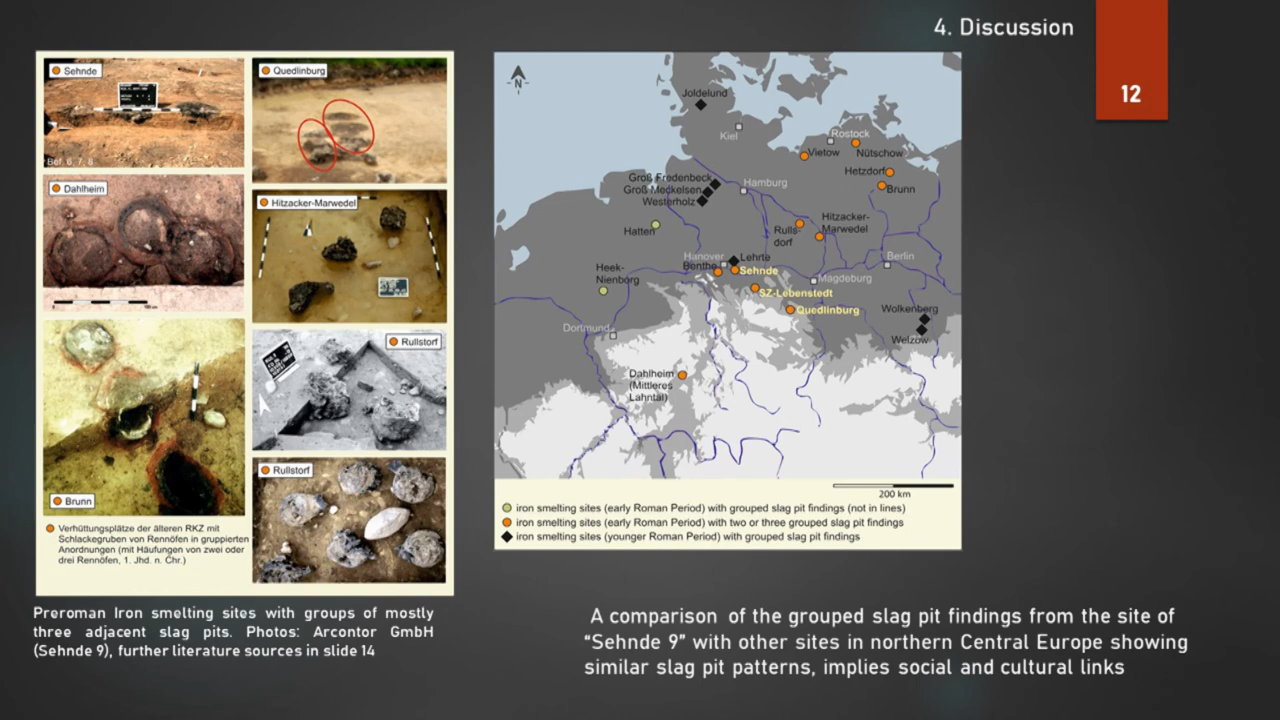 4. Discussion
12
Sehnde
Bef. 6, 7, 8
Quedlinburg
Dahlheim
Hitzacker-Marwedel
Rullstorf
Brunn
Rullstorf
Verhüttungsplätze der älteren RKZ mit
Schlackegruben von Rennöfen in gruppierten
Anordnungen (mit Häufungen von zwei oder
drei Rennöfen, 1. Jhd. n. Chr.)
Preroman Iron smelting sites with groups of mostly
three adjacent slag pits. Photos: Arcontor GmbH
(Sehnde 9), further literature sources in slide 14
N
Joldelund
Kiel
Rostock
Vietow
Nütschow
Hetzdorf
Brunn
Groß Fredenbeck
Groß Meckelsen
Westerholz
Hamburg
Hatten
Rulls-
dorf
Hitzacker-
Marwedel
Hanover
Benthe
Lehrte
Sehnde
Berlin
Heek-
Nienborg
Magdeburg
SZ-Lebenstedt
Quedlinburg
Wolkenberg
Welzow
Dortmund
Dahlheim
(Mittleres
Lahntal)
200 km
iron smelting sites (early Roman Period) with grouped slag pit findings (not in lines)
iron smelting sites (early Roman Period) with two or three grouped slag pit findings
iron smelting sites (younger Roman Period) with grouped slag pit findings
A comparison of the grouped slag pit findings from the site of
“Sehnde 9” with other sites in northern Central Europe showing
similar slag pit patterns, implies social and cultural links